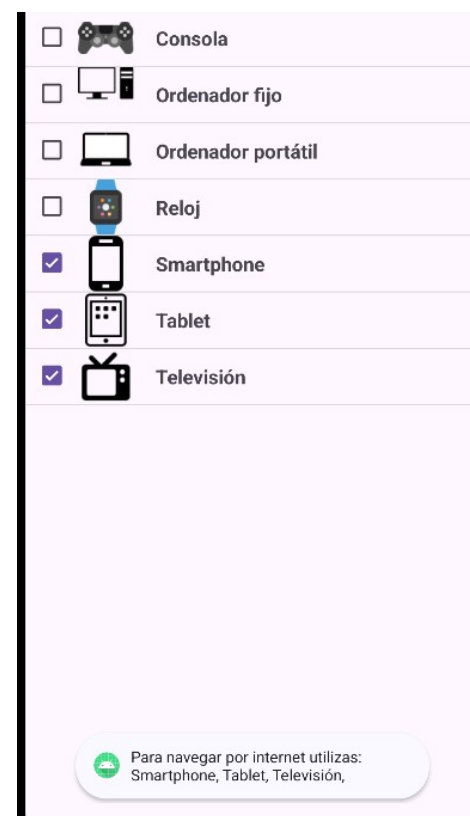 Consola
Ordenador fijo
Ordenador portátil
Reloj
Smartphone
Tablet
Televisión
Para navegar por internet utilizas:
Smartphone, Tablet, Televisión,